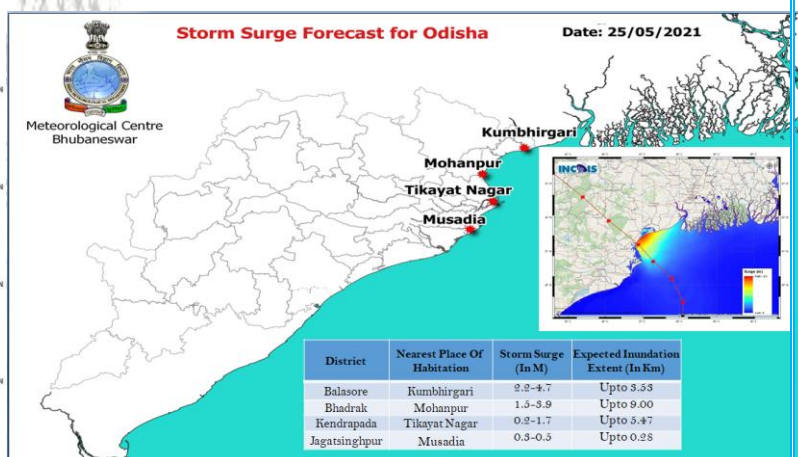 Storm Surge Forecast for Odisha
Date: 25/05/2021
Meteorological Centre
Bhubaneswar
Kumbhirgari
Mohanpur
Tikayat Nagar
Musadia
INCOIS
District Nearest Place Of Habitation Storm Surge (In M) Expected Inundation Extent (In Km)
Balasore Kumbhirgari 2.2-4.7 Upto 3.53
Bhadrak Mohanpur 1.5-3.9 Upto 9.00
Kendrapada Tikayat Nagar 0.2-1.7 Upto 5.47
Jagatsinghpur Musadia 0.3-0.5 Upto 0.28